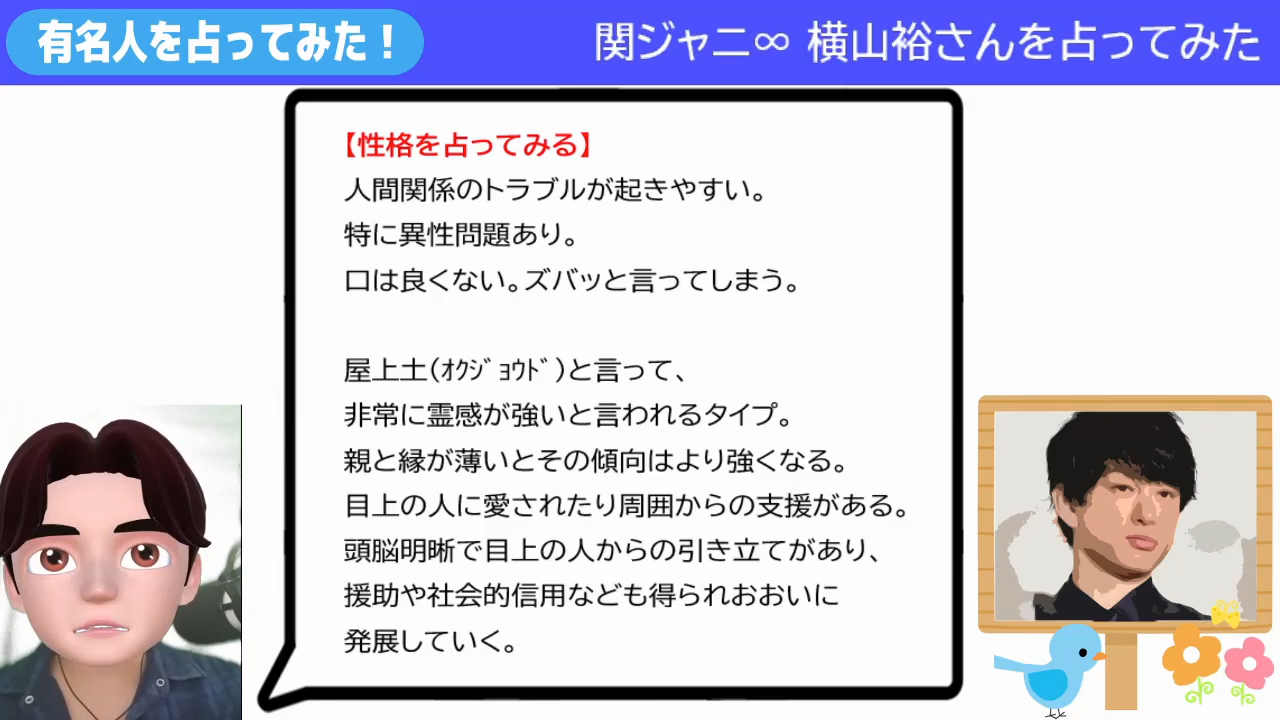 有名人を占ってみた！
関ジャニ∞ 横山裕さんを占ってみた
【性格を占ってみる】
人間関係のトラブルが起きやすい。
特に異性問題あり。
口は良くない。ズバッと言ってしまう。
屋上土(ｵｸｼﾞｮｳﾄﾞ)と言って、
非常に霊感が強いと言われるタイプ。
親と縁が薄いとその傾向はより強くなる。
目上の人に愛されたり周囲からの支援がある。
頭脳明晰で目上の人からの引き立てがあり、
援助や社会的信用なども得られおおいに
発展していく。